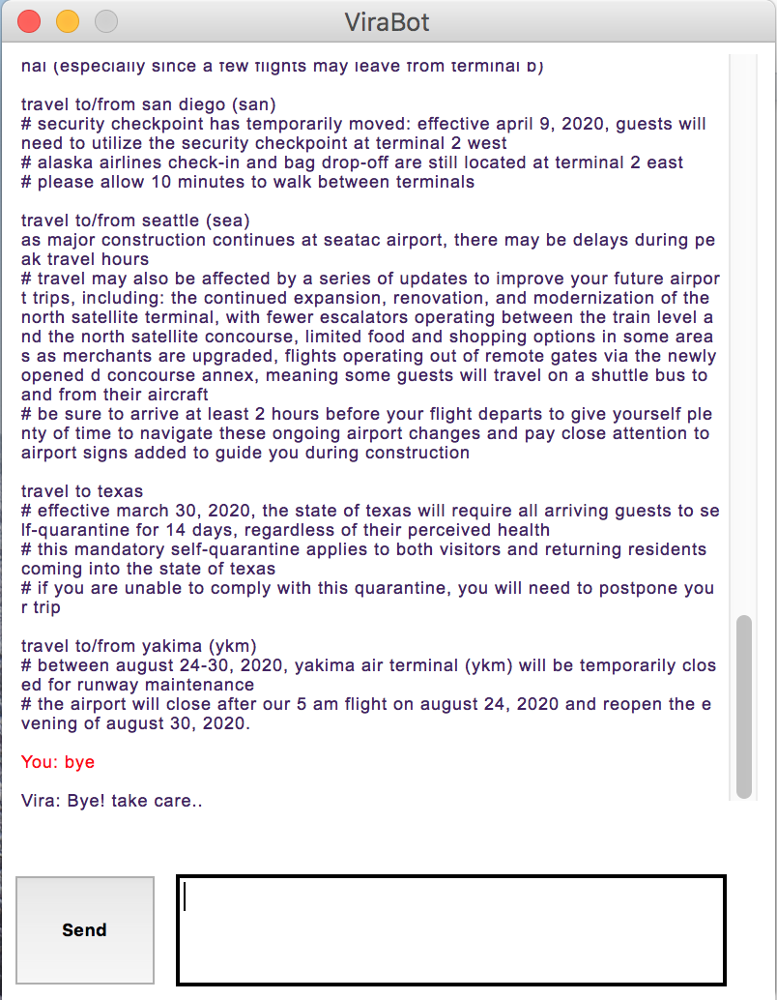 ViraBot
nal (especially since a few flights may leave from terminal b)
travel to/from san diego (san)
# security checkpoint has temporarily moved: effective april 9, 2020, guests will
need to utilize the security checkpoint at terminal 2 west
# alaska airlines check-in and bag drop-off are still located at terminal 2 east
# please allow 10 minutes to walk between terminals
travel to/from seattle (sea)
as major construction continues at seatac airport, there may be delays during pe
ak travel hours
# travel may also be affected by a series of updates to improve your future airpor
t trips, including: the continued expansion, renovation, and modernization of the
north satellite terminal, with fewer escalators operating between the train level a
nd the north satellite concourse, limited food and shopping options in some area
s as merchants are upgraded, flights operating out of remote gates via the newly
opened d concourse annex, meaning some guests will travel on a shuttle bus to
and from their aircraft
# be sure to arrive at least 2 hours before your flight departs to give yourself ple
nty of time to navigate these ongoing airport changes and pay close attention to
airport signs added to guide you during construction
travel to texas
# effective march 30, 2020, the state of texas will require all arriving guests to se
lf-quarantine for 14 days, regardless of their perceived health
# this mandatory self-quarantine applies to both visitors and returning residents
coming into the state of texas
# if you are unable to comply with this quarantine, you will need to postpone you
r trip
travel to/from yakima (ykm)
# between august 24-30, 2020, yakima air terminal (ykm) will be temporarily clos
ed for runway maintenance
# the airport will close after our 5 am flight on august 24, 2020 and reopen the e
vening of august 30, 2020.
You: bye
Vira: Bye! take care..
Send